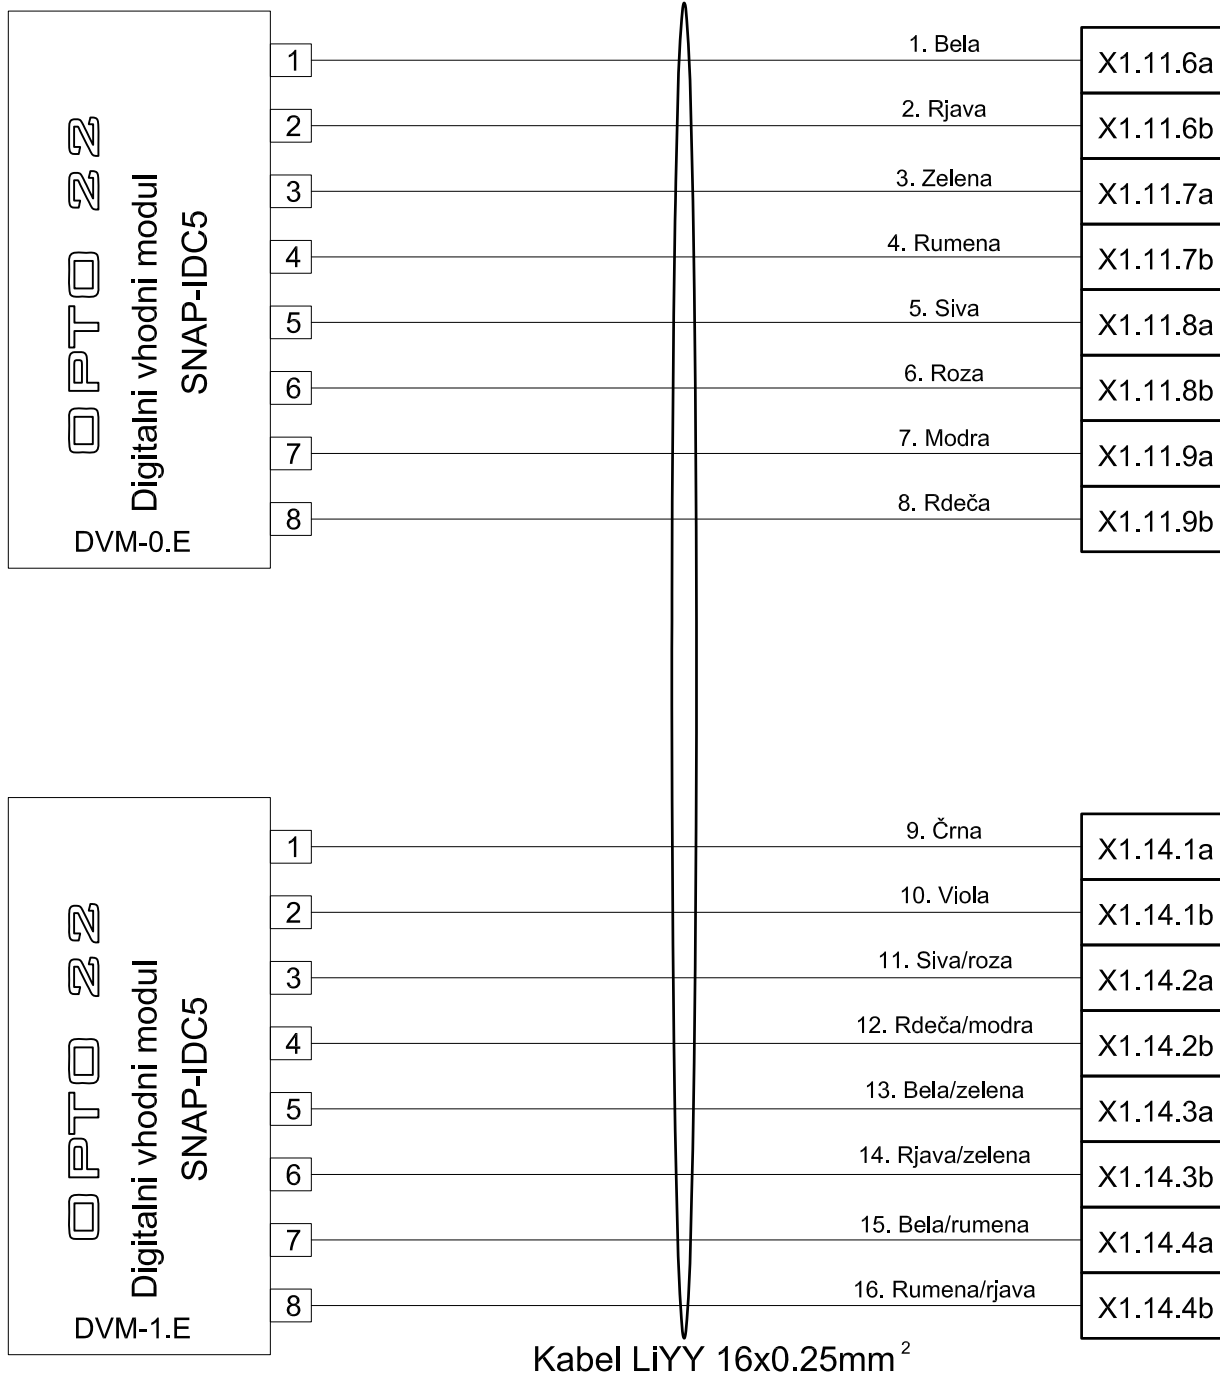 OPTO 22
Digitalni vhodni modul
SNAP-IDC5
DVM-0.E
1 1. Bela X1.11.6a
2 2. Rjava X1.11.6b
3 3. Zelena X1.11.7a
4 4. Rumena X1.11.7b
5 5. Siva X1.11.8a
6 6. Roza X1.11.8b
7 7. Modra X1.11.9a
8 8. Rdeča X1.11.9b
OPTO 22
Digitalni vhodni modul
SNAP-IDC5
DVM-1.E
1 9. Črna X1.14.1a
2 10. Viola X1.14.1b
3 11. Siva/roza X1.14.2a
4 12. Rdeča/modra X1.14.2b
5 13. Bela/zelena X1.14.3a
6 14. Rjava/zelena X1.14.3b
7 15. Bela/rumena X1.14.4a
8 16. Rumena/rjava X1.14.4b
Kabel LiYY 16x0.25mm²